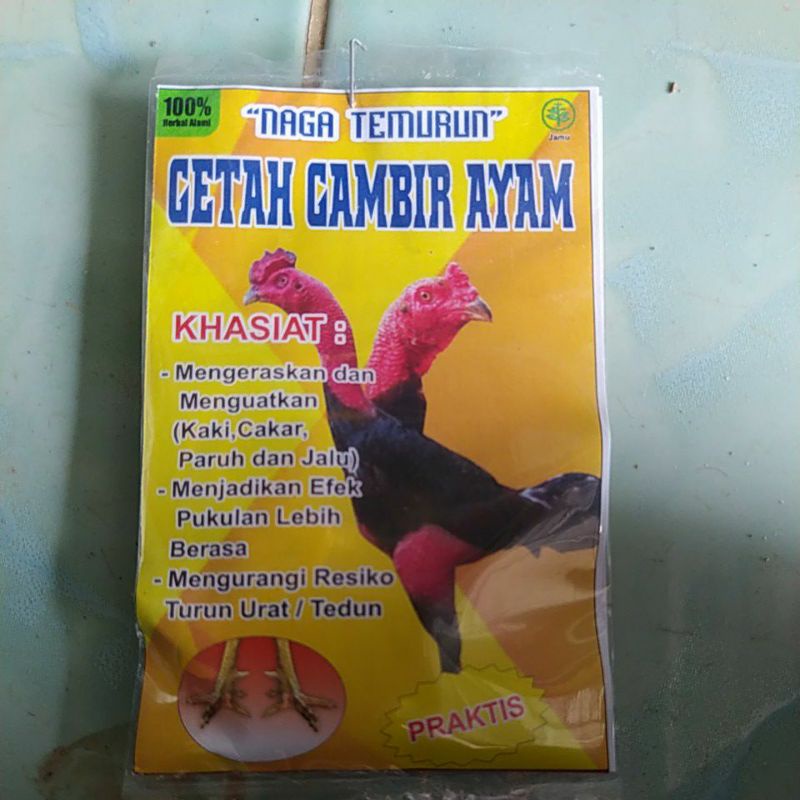 100%
Herbal Alami
"NAGA TEMURUN"
Jamu
GETAH GAMBIR AYAM
KHASIAT :
- Mengeraskan dan
Menguatkan
(Kaki,Cakar,
Paruh dan Jalu)
- Menjadikan Efek
Pukulan Lebih
Berasa
- Mengurangi Resiko
Turun Urat / Tedun
PRAKTIS